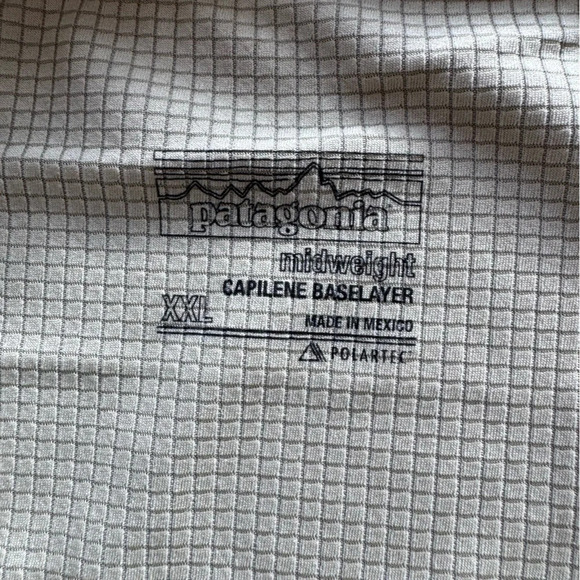 patagonia
midweight
CAPILENE BASELAYER
XXL MADE IN MEXICO
POLARTEC